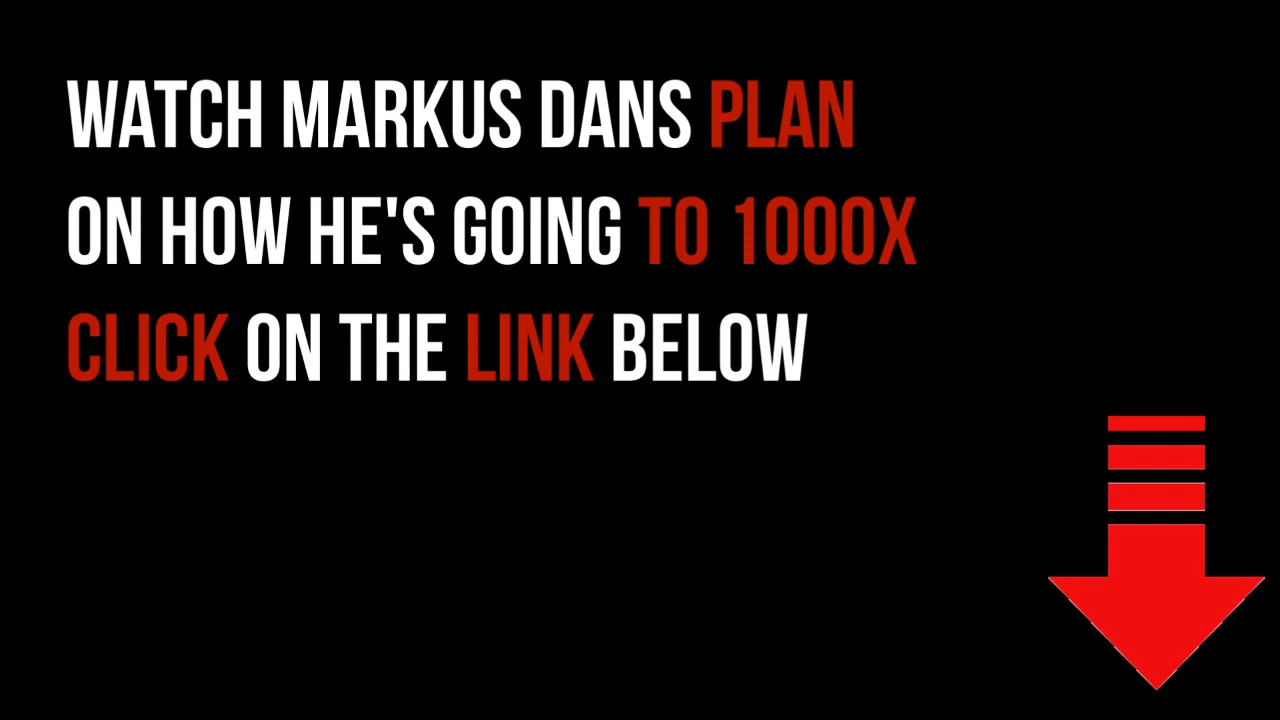 WATCH MARKUS DANS PLAN
ON HOW HE'S GOING TO 1000X
CLICK ON THE LINK BELOW